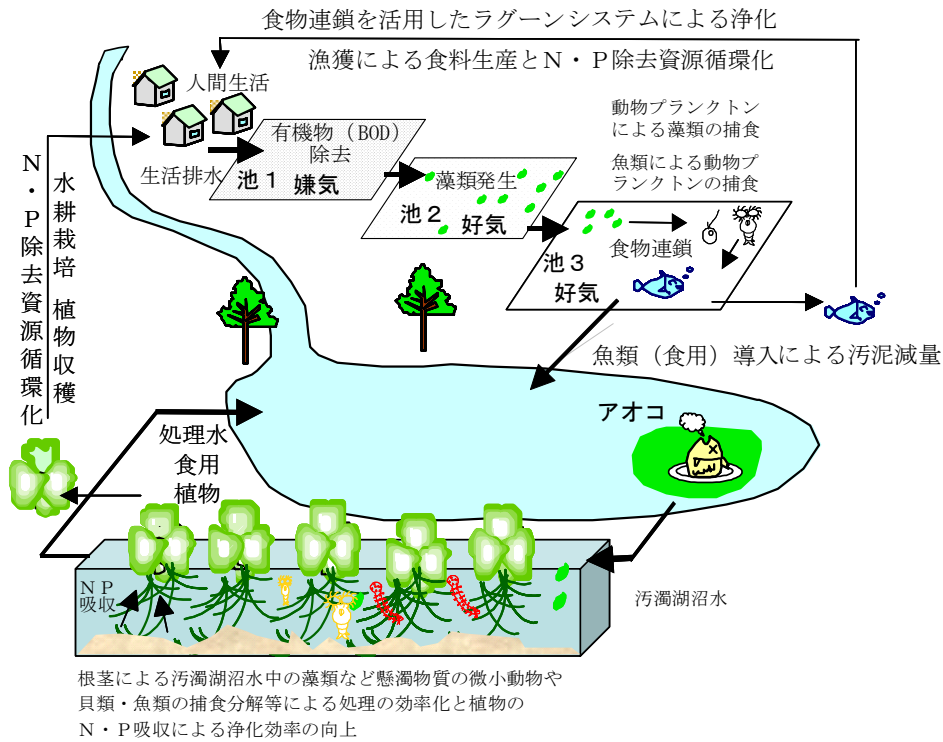 食物連鎖を活用したラグーンシステムによる浄化
漁獲による食料生産とＮ・Ｐ除去資源循環化
人間生活
動物プランクトン
による藻類の捕食
魚類による動物プ
ランクトンの捕食
有機物（BOD）
除去
生活排水
池１　嫌気
藻類発生
池２　好気
食物連鎖
池３
好気
Ｎ・Ｐ除去資源循環化
水耕栽培　植物収穫
魚類（食用）導入による汚泥減量
アオコ
処理水
食用
植物
ＮＰ
吸収
汚濁湖沼水
根茎による汚濁湖沼水中の藻類など懸濁物質の微小動物や
貝類・魚類の捕食分解等による処理の効率化と植物の
Ｎ・Ｐ吸収による浄化効率の向上